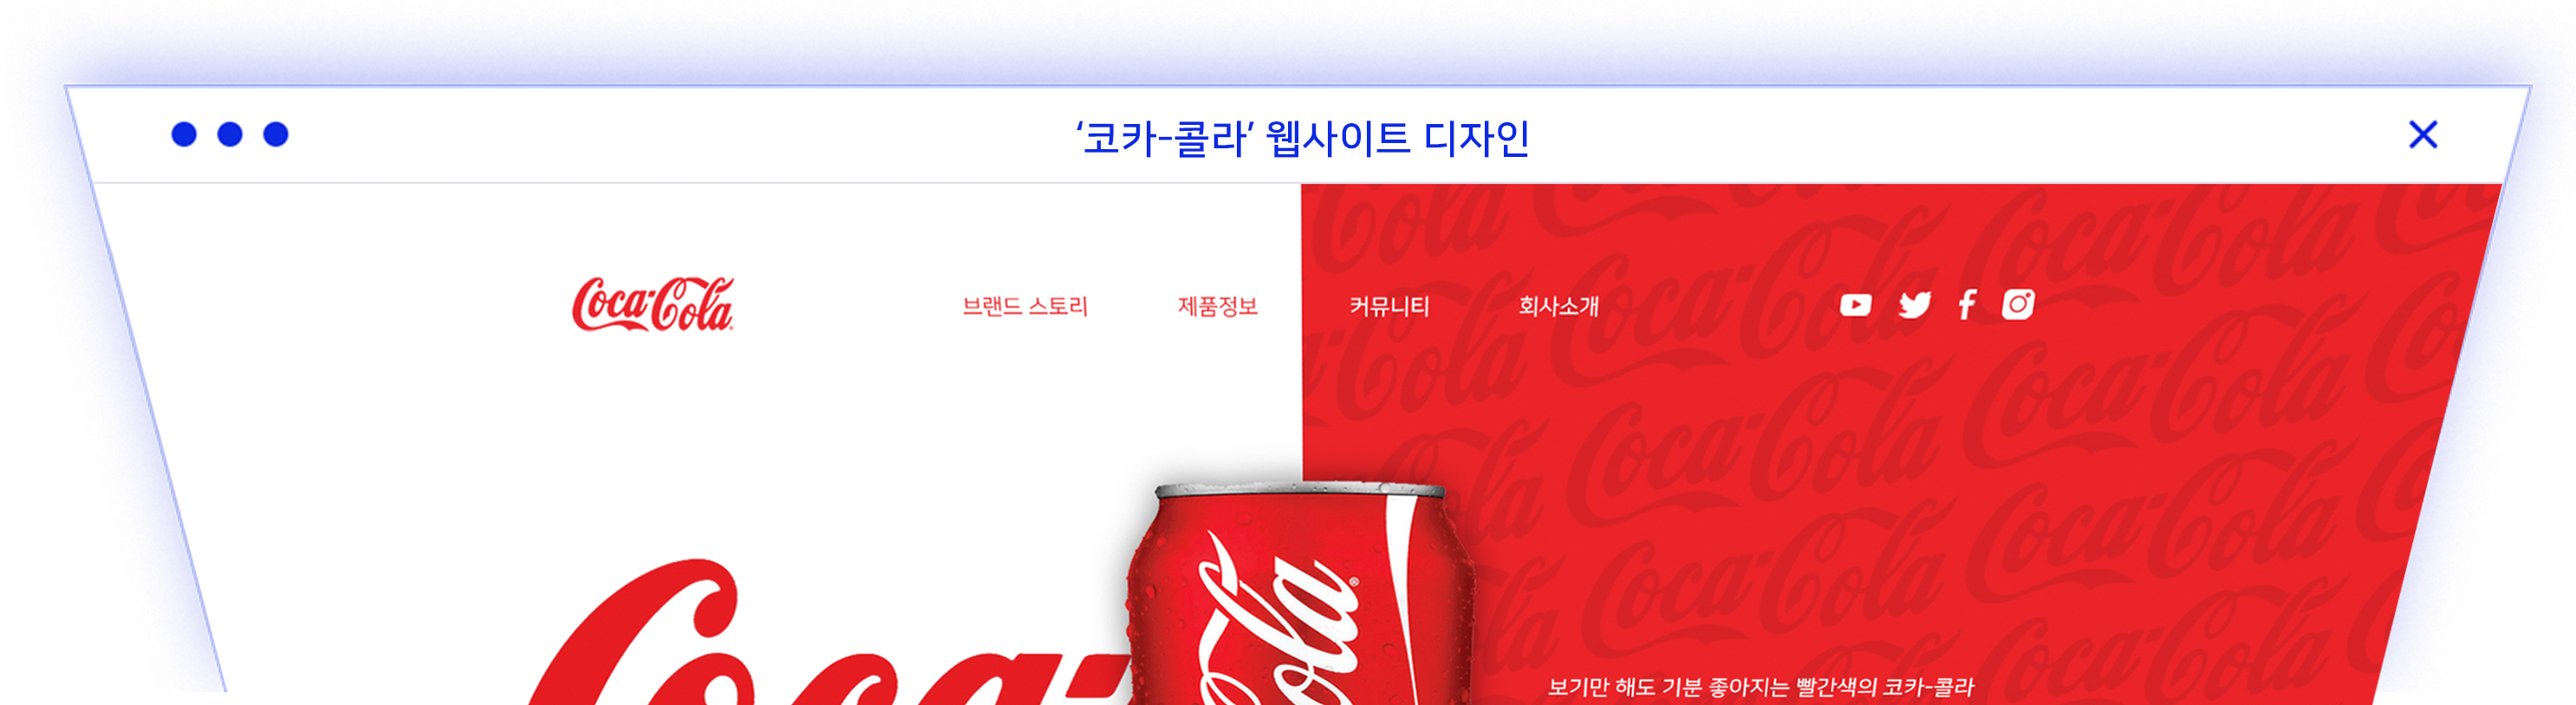 ‘코카-콜라’ 웹사이트 디자인
Coca-Cola
브랜드 스토리
제품정보
커뮤니티
회사소개
Coca-
Cola
보기만 해도 기분 좋아지는 빨간색의 코카-콜라